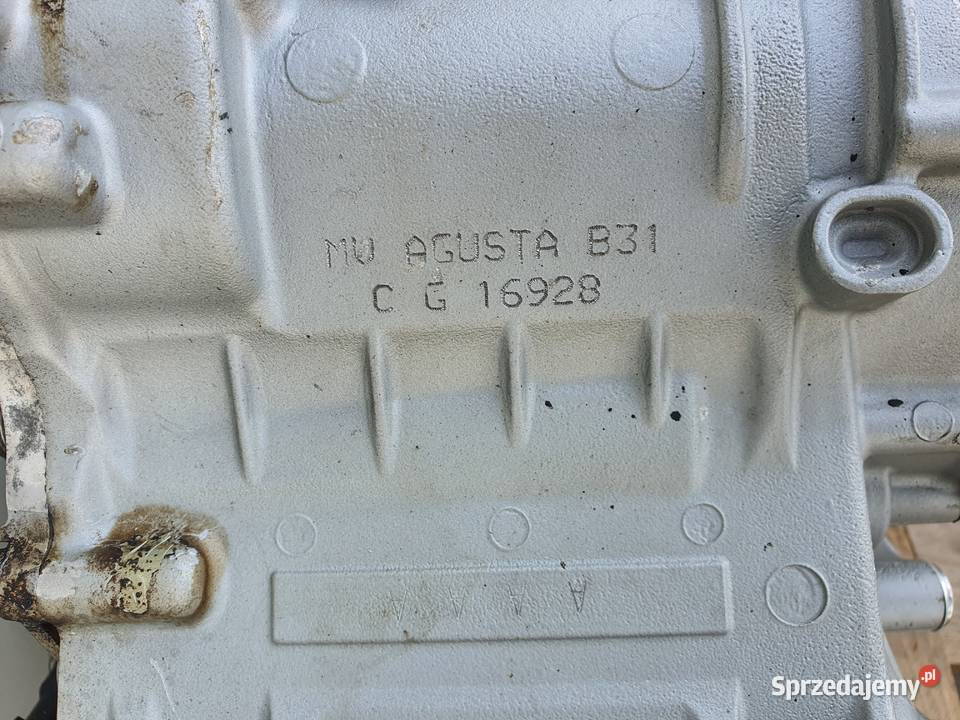 MV AGUSTA B31
C G 16928
A A A A
Sprzedajemy.pl